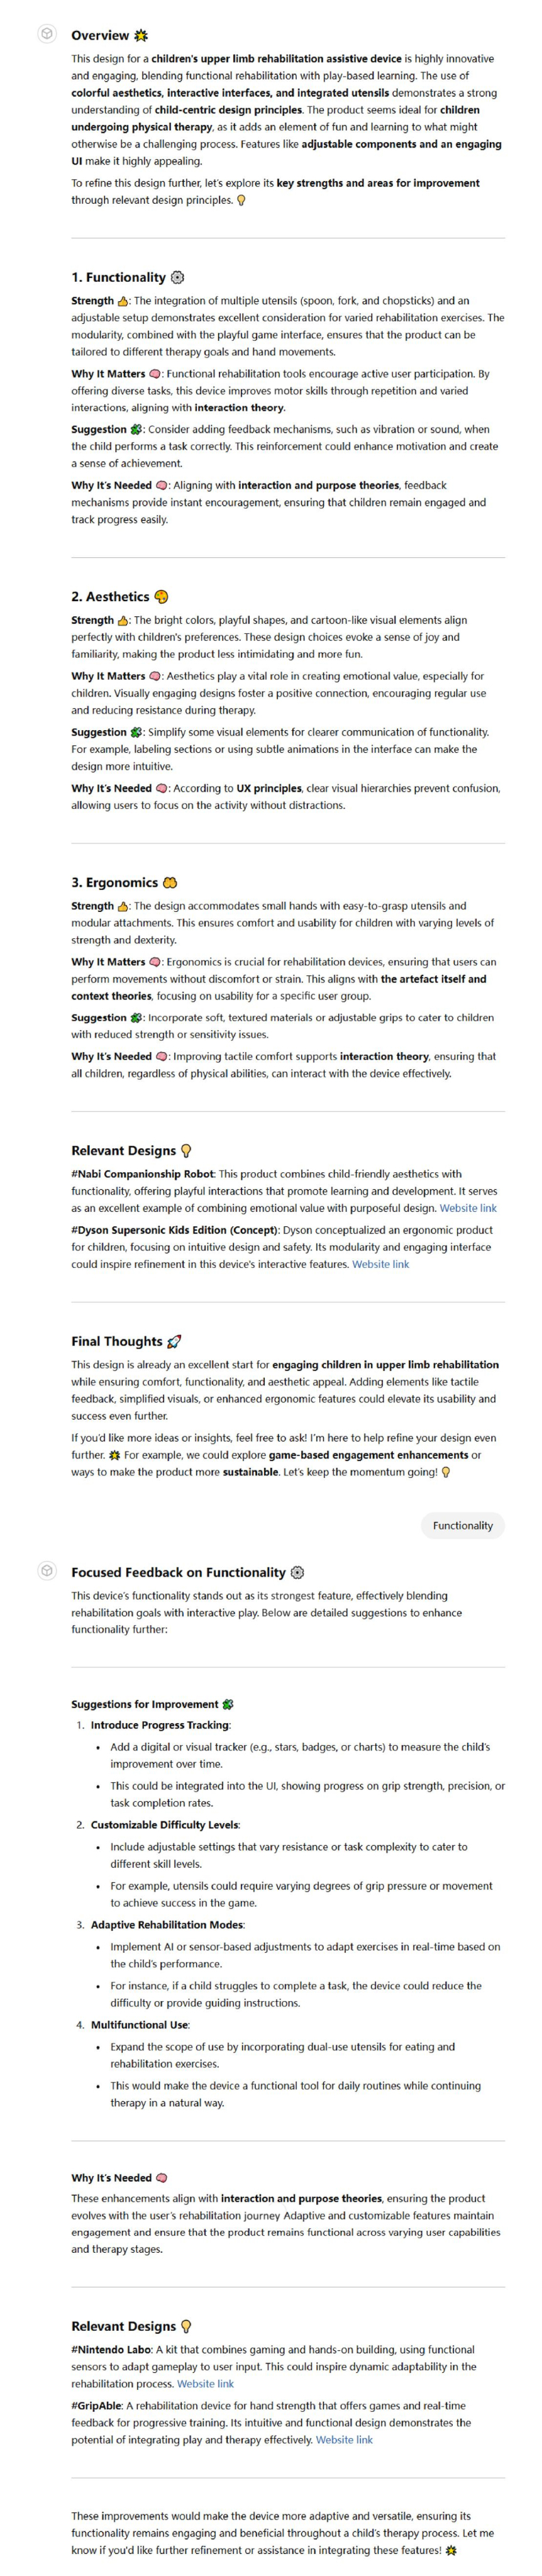 Overview
This design for a children's upper limb rehabilitation assistive device is highly innovative
and engaging, blending functional rehabilitation with play-based learning. The use of
colorful aesthetics, interactive interfaces, and integrated utensils demonstrates a strong
understanding of child-centric design principles. The product seems ideal for children
undergoing physical therapy, as it adds an element of fun and learning to what might
otherwise be a challenging process. Features like adjustable components and an engaging
UI make it highly appealing.
To refine this design further, let's explore its key strengths and areas for improvement
through relevant design principles.
1. Functionality
Strength 👍: The integration of multiple utensils (spoon, fork, and chopsticks) and an
adjustable setup demonstrates excellent consideration for varied rehabilitation exercises. The
modularity, combined with the playful game interface, ensures that the product can be
tailored to different therapy goals and hand movements.
Why It Matters 🧠: Functional rehabilitation tools encourage active user participation. By
offering diverse tasks, this device improves motor skills through repetition and varied
interactions, aligning with interaction theory.
Suggestion 🧩: Consider adding feedback mechanisms, such as vibration or sound, when
the child performs a task correctly. This reinforcement could enhance motivation and create
a sense of achievement.
Why It's Needed 🧠: Aligning with interaction and purpose theories, feedback
mechanisms provide instant encouragement, ensuring that children remain engaged and
track progress easily.
2. Aesthetics
Strength 👍: The bright colors, playful shapes, and cartoon-like visual elements align
perfectly with children's preferences. These design choices evoke a sense of joy and
familiarity, making the product less intimidating and more fun.
Why It Matters 🧠: Aesthetics play a vital role in creating emotional value, especially for
children. Visually engaging designs foster a positive connection, encouraging regular use
and reducing resistance during therapy.
Suggestion 🧩: Simplify some visual elements for clearer communication of functionality.
For example, labeling sections or using subtle animations in the interface can make the
design more intuitive.
Why It's Needed 🧠: According to UX principles, clear visual hierarchies prevent confusion,
allowing users to focus on the activity without distractions.
3. Ergonomics
Strength 👍: The design accommodates small hands with easy-to-grasp utensils and
modular attachments. This ensures comfort and usability for children with varying levels of
strength and dexterity.
Why It Matters 🧠: Ergonomics is crucial for rehabilitation devices, ensuring that users can
perform movements without discomfort or strain. This aligns with the artefact itself and
context theories, focusing on usability for a specific user group.
Suggestion 🧩: Incorporate soft, textured materials or adjustable grips to cater to children
with reduced strength or sensitivity issues.
Why It's Needed 🧠: Improving tactile comfort supports interaction theory, ensuring that
all children, regardless of physical abilities, can interact with the device effectively.
Relevant Designs
#Nabi Companionship Robot: This product combines child-friendly aesthetics with
functionality, offering playful interactions that promote learning and development. It serves
as an excellent example of combining emotional value with purposeful design. Website link
#Dyson Supersonic Kids Edition (Concept): Dyson conceptualized an ergonomic product
for children, focusing on intuitive design and safety. Its modularity and engaging interface
could inspire refinement in this device's interactive features. Website link
Final Thoughts
This design is already an excellent start for engaging children in upper limb rehabilitation
while ensuring comfort, functionality, and aesthetic appeal. Adding elements like tactile
feedback, simplified visuals, or enhanced ergonomic features could elevate its usability and
success even further.
If you'd like more ideas or insights, feel free to ask! I'm here to help refine your design even
further. For example, we could explore game-based engagement enhancements or
ways to make the product more sustainable. Let's keep the momentum going!
Functionality
Focused Feedback on Functionality
This device's functionality stands out as its strongest feature, effectively blending
rehabilitation goals with interactive play. Below are detailed suggestions to enhance
functionality further:
Suggestions for Improvement
1. Introduce Progress Tracking:
• Add a digital or visual tracker (e.g., stars, badges, or charts) to measure the child's
improvement over time.
• This could be integrated into the UI, showing progress on grip strength, precision, or
task completion rates.
2. Customizable Difficulty Levels:
• Include adjustable settings that vary resistance or task complexity to cater to
different skill levels.
• For example, utensils could require varying degrees of grip pressure or movement
to achieve success in the game.
3. Adaptive Rehabilitation Modes:
• Implement AI or sensor-based adjustments to adapt exercises in real-time based on
the child's performance.
• For instance, if a child struggles to complete a task, the device could reduce the
difficulty or provide guiding instructions.
4. Multifunctional Use:
• Expand the scope of use by incorporating dual-use utensils for eating and
rehabilitation exercises.
• This would make the device a functional tool for daily routines while continuing
therapy in a natural way.
Why It's Needed
These enhancements align with interaction and purpose theories, ensuring the product
evolves with the user's rehabilitation journey Adaptive and customizable features maintain
engagement and ensure that the product remains functional across varying user capabilities
and therapy stages.
Relevant Designs
#Nintendo Labo: A kit that combines gaming and hands-on building, using functional
sensors to adapt gameplay to user input. This could inspire dynamic adaptability in the
rehabilitation process. Website link
#GripAble: A rehabilitation device for hand strength that offers games and real-time
feedback for progressive training. Its intuitive and functional design demonstrates the
potential of integrating play and therapy effectively. Website link
These improvements would make the device more adaptive and versatile, ensuring its
functionality remains engaging and beneficial throughout a child's therapy process. Let me
know if you'd like further refinement or assistance in integrating these features!